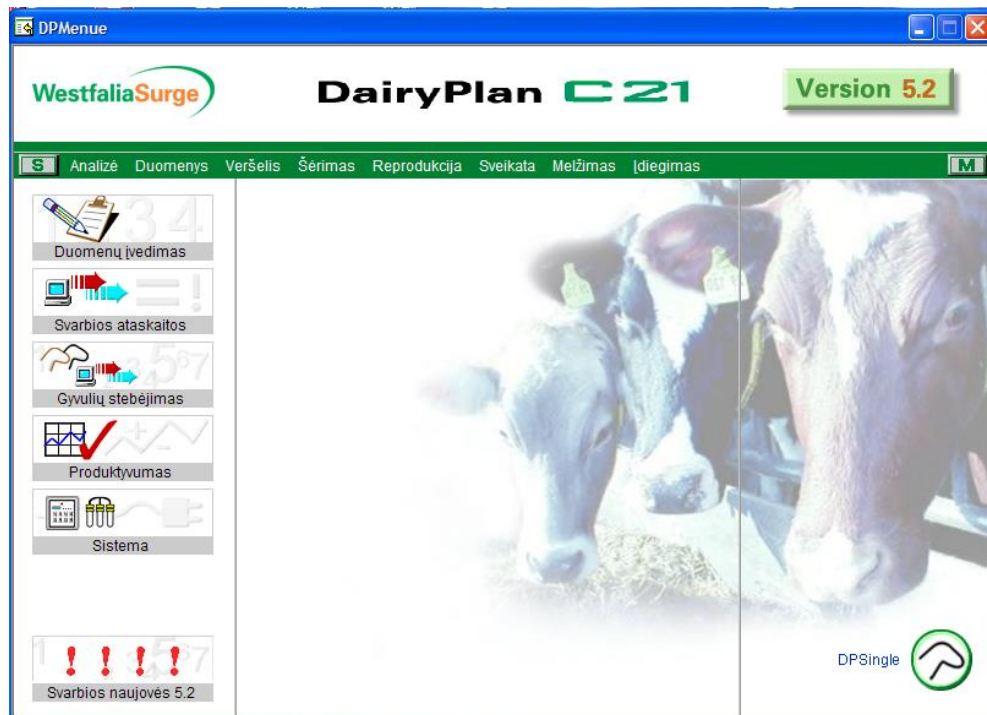 DPMenue
WestfaliaSurge
DairyPlan C21
Version 5.2
S Analizė Duomenys Veršelis Šėrimas Reprodukcija Sveikata Melžimas Įdiegimas M
Duomenų įvedimas
Svarbios ataskaitos
Gyvulių stebėjimas
Produktyvumas
Sistema
DPSingle
Svarbios naujovės 5.2